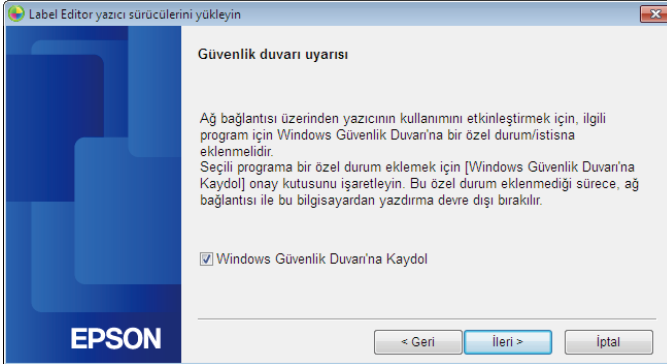 Label Editor yazıcı sürücülerini yükleyin
Güvenlik duvarı uyarısı
Ağ bağlantısı üzerinden yazıcının kullanımını etkinleştirmek için, ilgili
program için Windows Güvenlik Duvarı'na bir özel durum/istisna
eklenmelidir.
Seçili programa bir özel durum eklemek için [Windows Güvenlik Duvarı'na
Kaydol] onay kutusunu işaretleyin. Bu özel durum eklenmediği sürece, ağ
bağlantısı ile bu bilgisayardan yazdırma devre dışı bırakılır.
Windows Güvenlik Duvarı'na Kaydol
EPSON
< Geri
İleri >
İptal